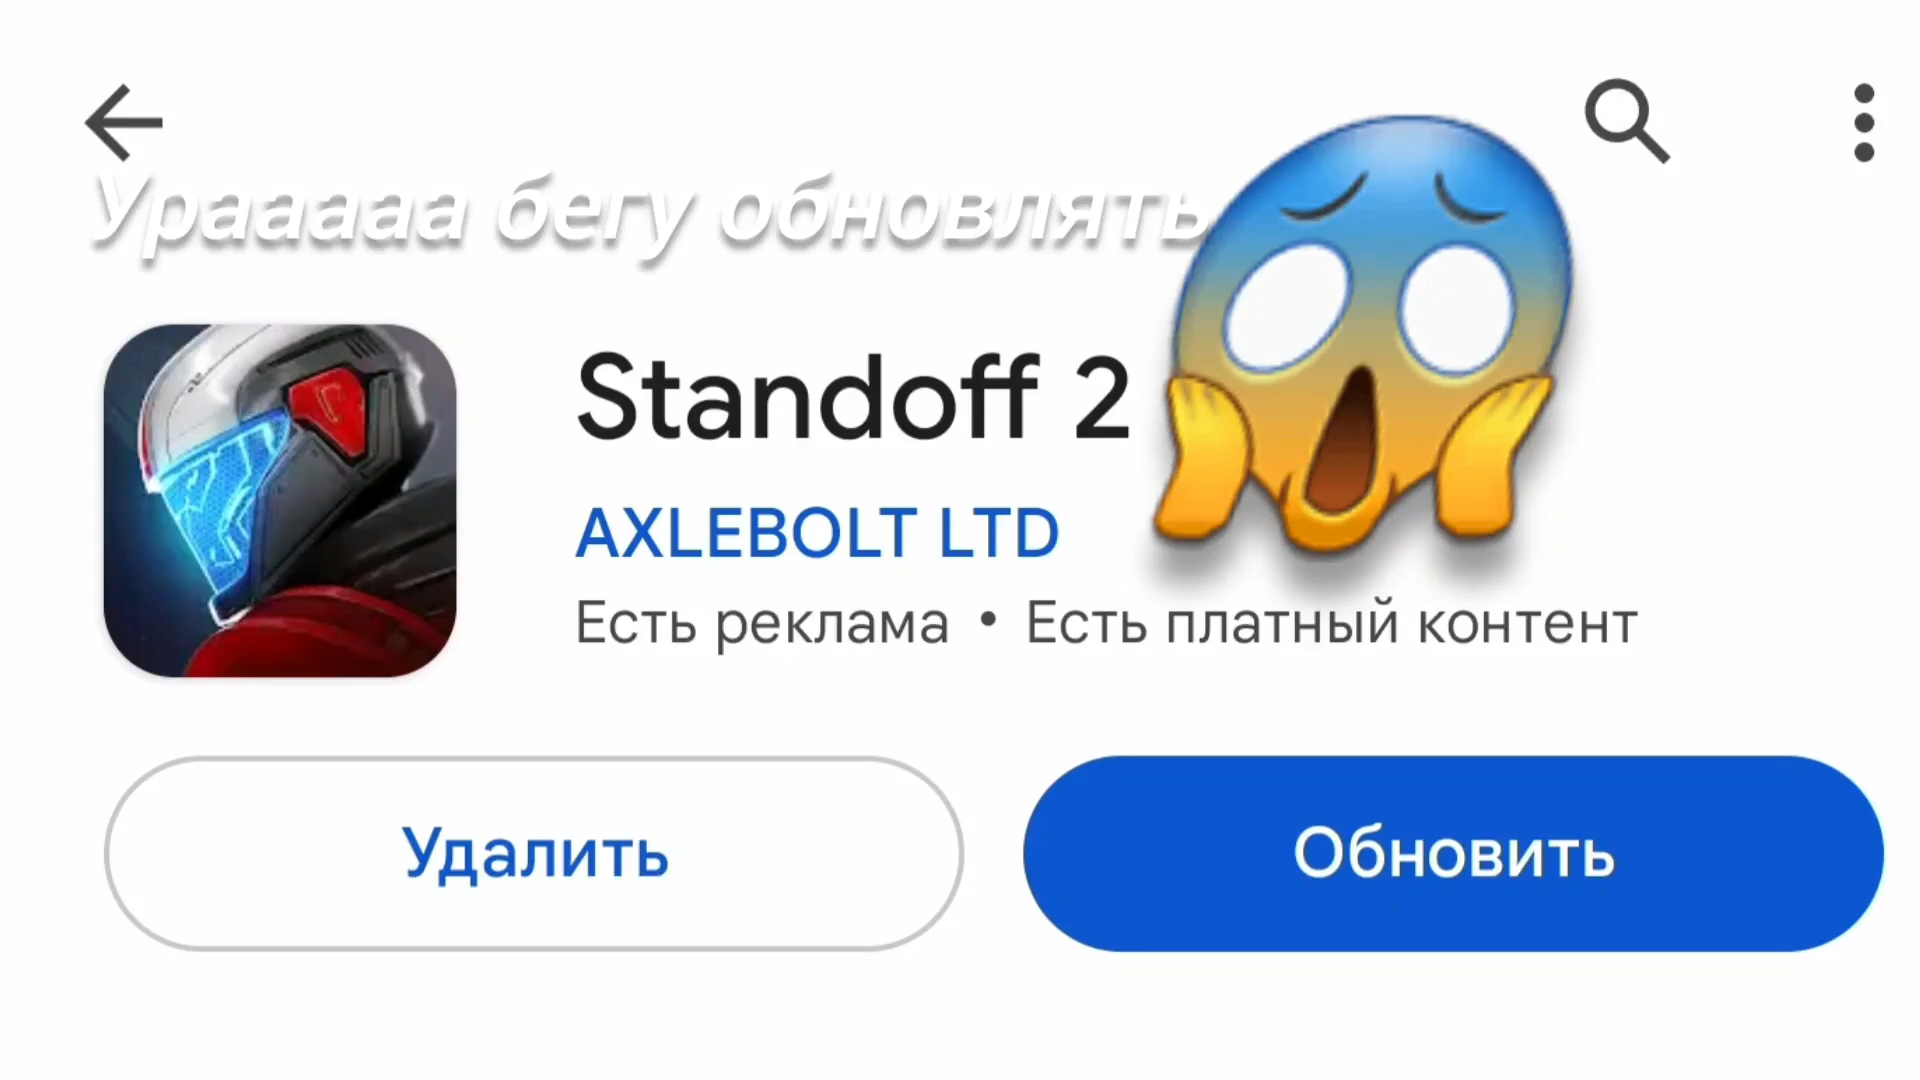 Урааааа бегу обновлять
Standoff 2
AXLEBOLT LTD
Есть реклама • Есть платный контент
Удалить
Обновить